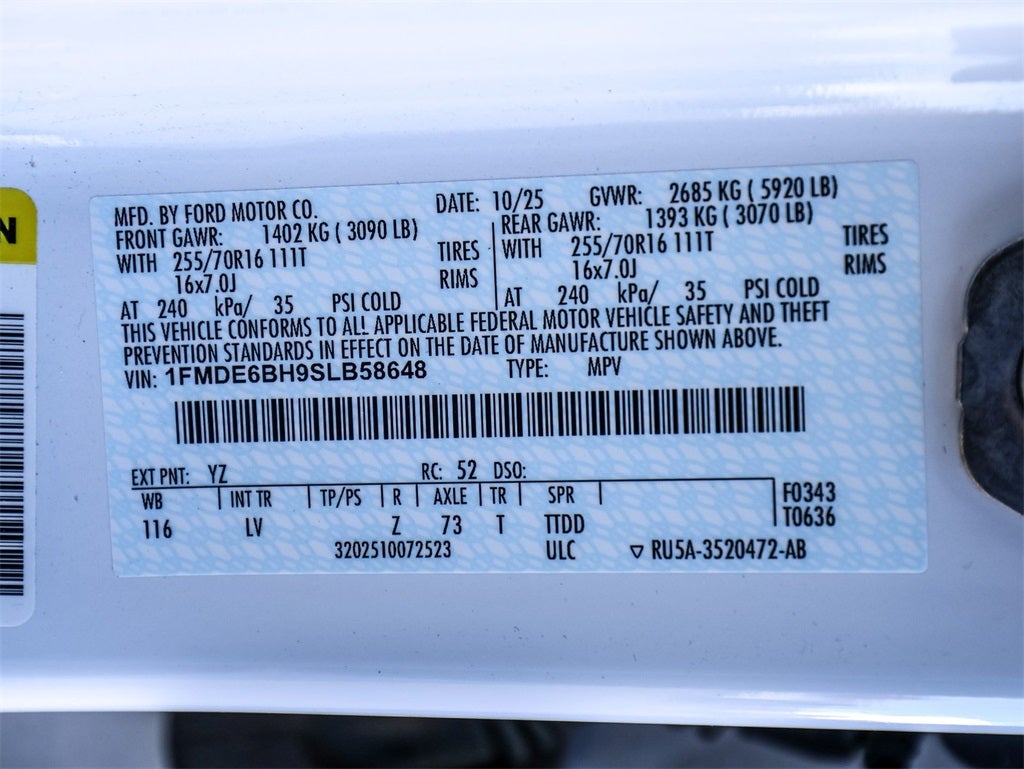 N
MFD. BY FORD MOTOR CO. DATE: 10/25 GVWR: 2685 KG ( 5920 LB)
FRONT GAWR: 1402 KG ( 3090 LB) REAR GAWR: 1393 KG ( 3070 LB)
WITH 255/70R16 111T TIRES WITH 255/70R16 111T TIRES
16x7.0J RIMS 16x7.0J RIMS
AT 240 kPa/ 35 PSI COLD AT 240 kPa/ 35 PSI COLD
THIS VEHICLE CONFORMS TO ALL APPLICABLE FEDERAL MOTOR VEHICLE SAFETY AND THEFT
PREVENTION STANDARDS IN EFFECT ON THE DATE OF MANUFACTURE SHOWN ABOVE.
VIN: 1FMDE6BH9SLB58648 TYPE: MPV
EXT PNT: YZ RC: 52 DSO:
WB INT TR TP/PS R AXLE TR SPR F0343
116 LV Z 73 T TTDD T0636
3202510072523 ULC ▽ RU5A-3520472-AB